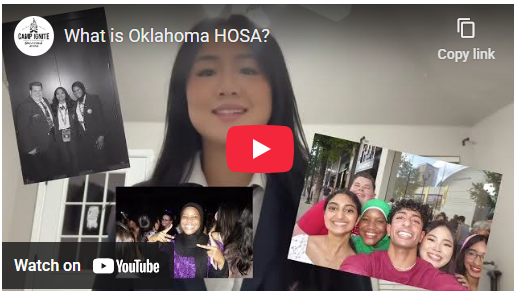 CAMP IGNITE
What is Oklahoma HOSA?
Copy link
Watch on YouTube